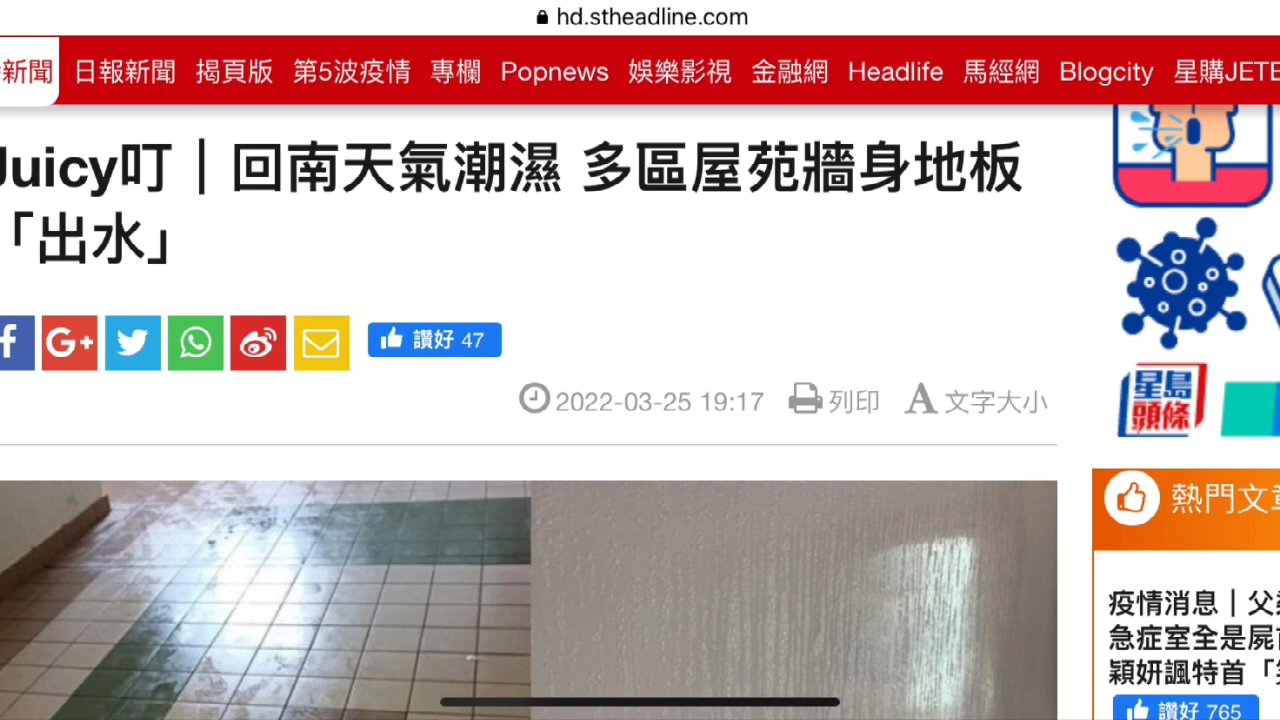 hd.stheadline.com
新聞 日報新聞 揭頁版 第5波疫情 專欄 Popnews 娛樂影視 金融網 Headlife 馬經網 Blogcity 星購JETE
Juicy叮｜回南天氣潮濕 多區屋苑牆身地板
「出水」
讚好 47
2022-03-25 19:17 列印 A 文字大小
星島
頭條
熱門文章
疫情消息｜父
急症室全是屍
穎妍諷特首「
讚好 765